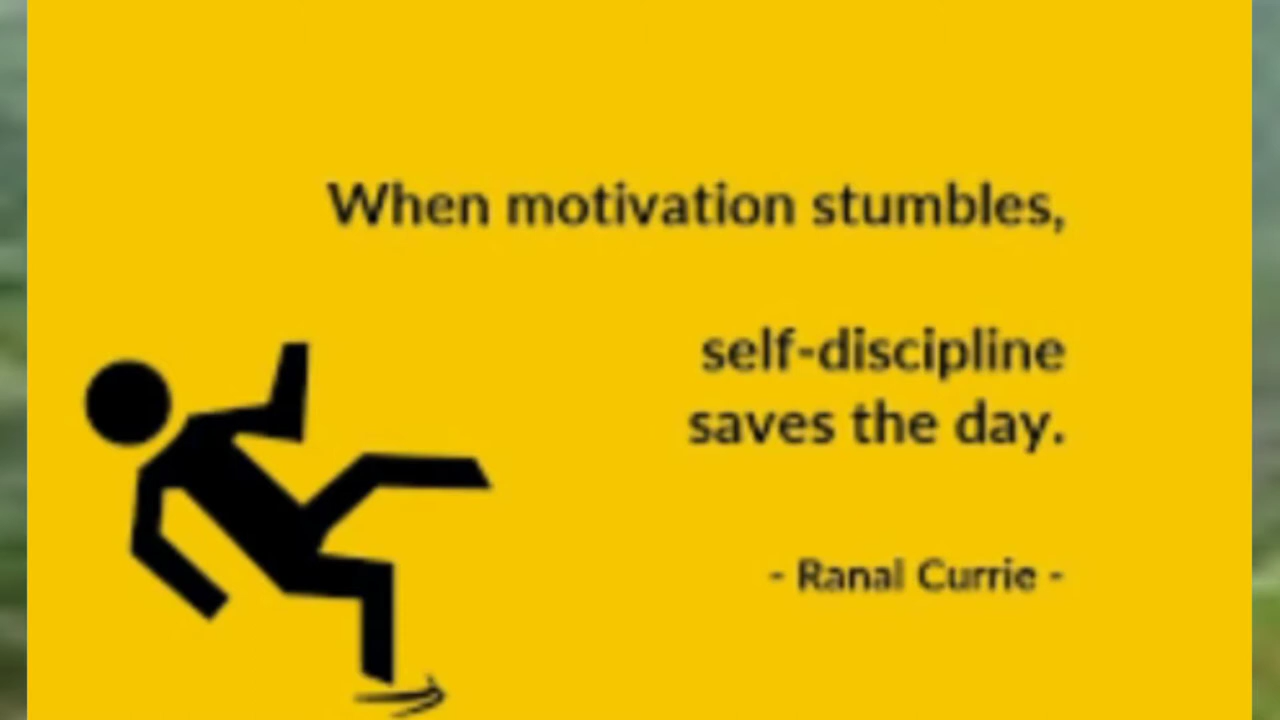 When motivation stumbles,
self-discipline
saves the day.
- Ranal Currie -